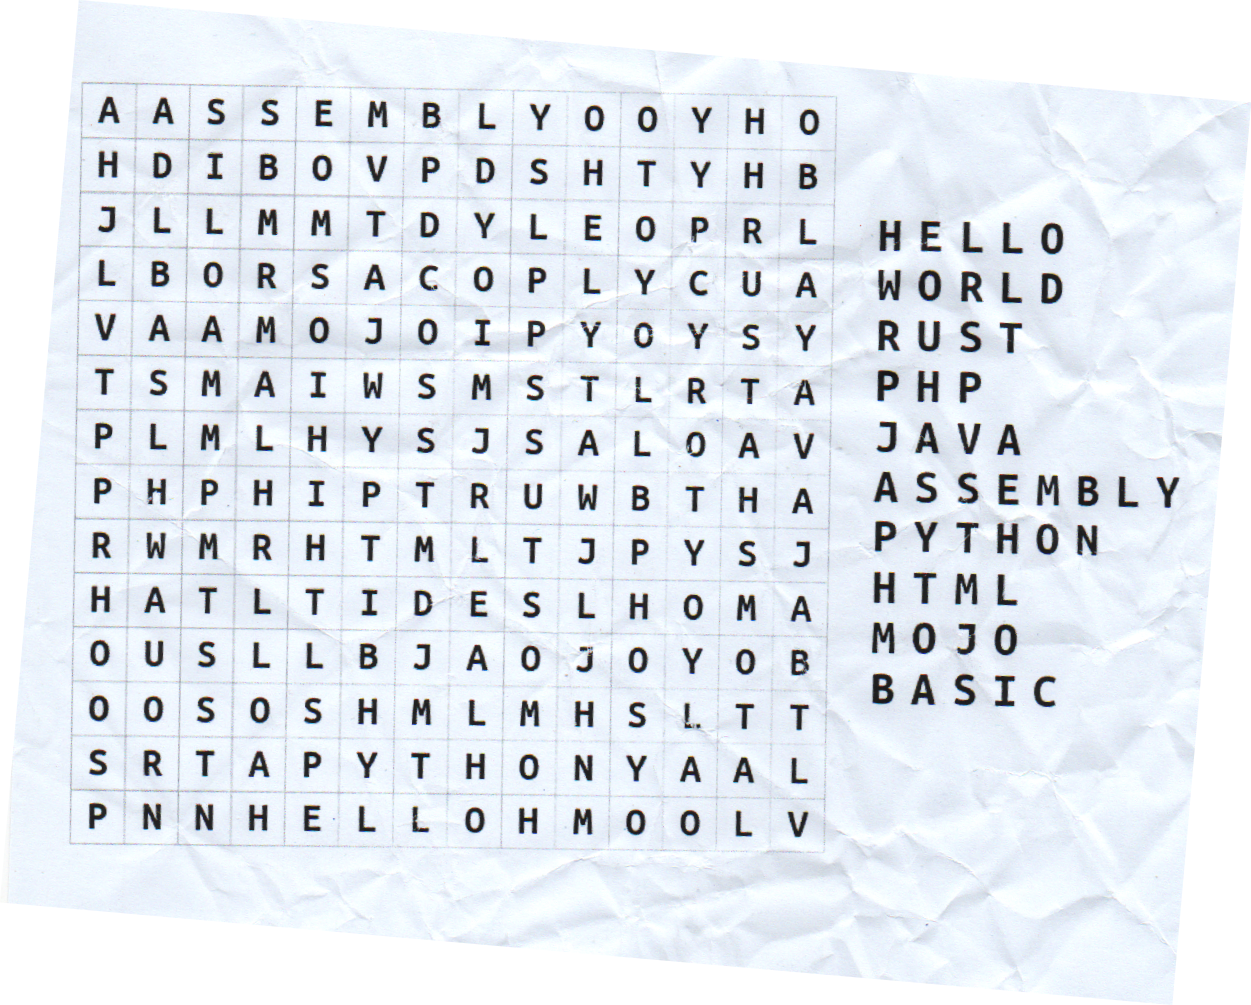 A A S S E M B L Y O O Y H O
H D I B O V P D S H T Y H B
J L L M M T D Y L E O P R L
L B O R S A C O P L Y C U A
V A A M O J O I P Y O Y S Y
T S M A I W S M S T L R T A
P L M L H Y S J S A L O A V
P H P H I P T R U W B T H A
R W M R H T M L T J P Y S J
H A T L T I D E S L H O M A
O U S L L B J A O J O Y O B
O O S O S H M L M H S L T T
S R T A P Y T H O N Y A A L
P N N H E L L O H M O O L V
HELLO
WORLD
RUST
PHP
JAVA
ASSEMBLY
PYTHON
HTML
MOJO
BASIC